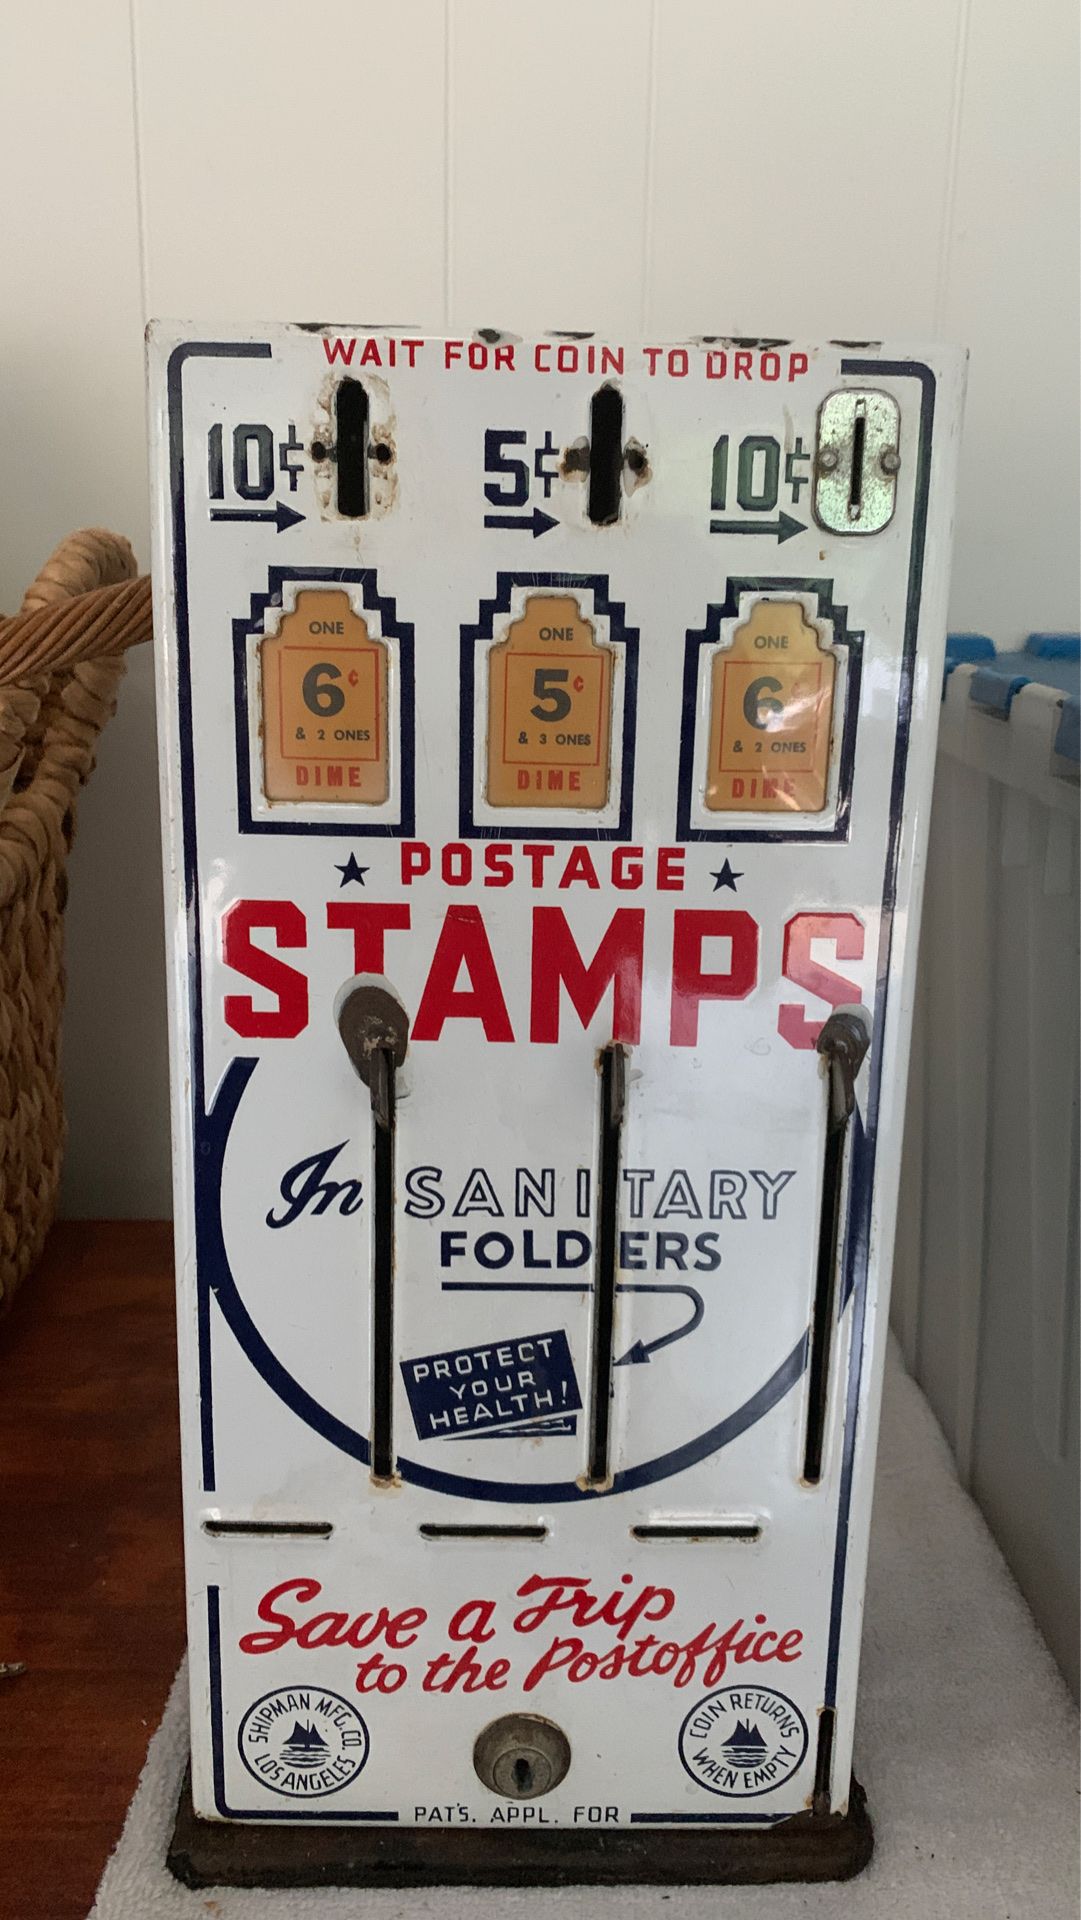 WAIT FOR COIN TO DROP
10¢ 5¢ 10¢
ONE
6¢
& 2 ONES
DIME
ONE
5¢
& 3 ONES
DIME
ONE
6¢
& 2 ONES
DIME
★ POSTAGE ★
STAMPS
In SANITARY
FOLDERS
PROTECT
YOUR
HEALTH!
Save a Trip
to the Postoffice
SHIPMAN MFG. CO.
LOS ANGELES
COIN RETURNS
WHEN EMPTY
PAT'S. APPL. FOR